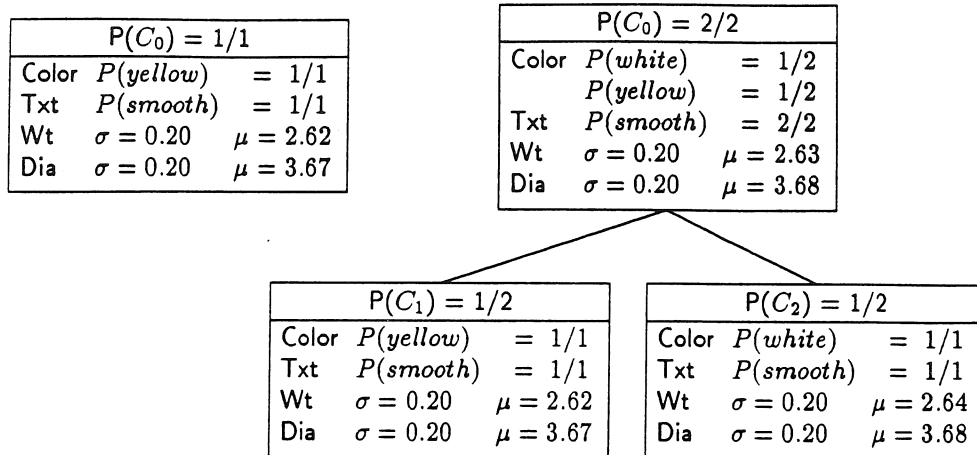 P(C₀) = 1/1
Color P(yellow) = 1/1
Txt P(smooth) = 1/1
Wt σ = 0.20 μ = 2.62
Dia σ = 0.20 μ = 3.67
P(C₀) = 2/2
Color P(white) = 1/2
P(yellow) = 1/2
Txt P(smooth) = 2/2
Wt σ = 0.20 μ = 2.63
Dia σ = 0.20 μ = 3.68
P(C₁) = 1/2
Color P(yellow) = 1/1
Txt P(smooth) = 1/1
Wt σ = 0.20 μ = 2.62
Dia σ = 0.20 μ = 3.67
P(C₂) = 1/2
Color P(white) = 1/1
Txt P(smooth) = 1/1
Wt σ = 0.20 μ = 2.64
Dia σ = 0.20 μ = 3.68